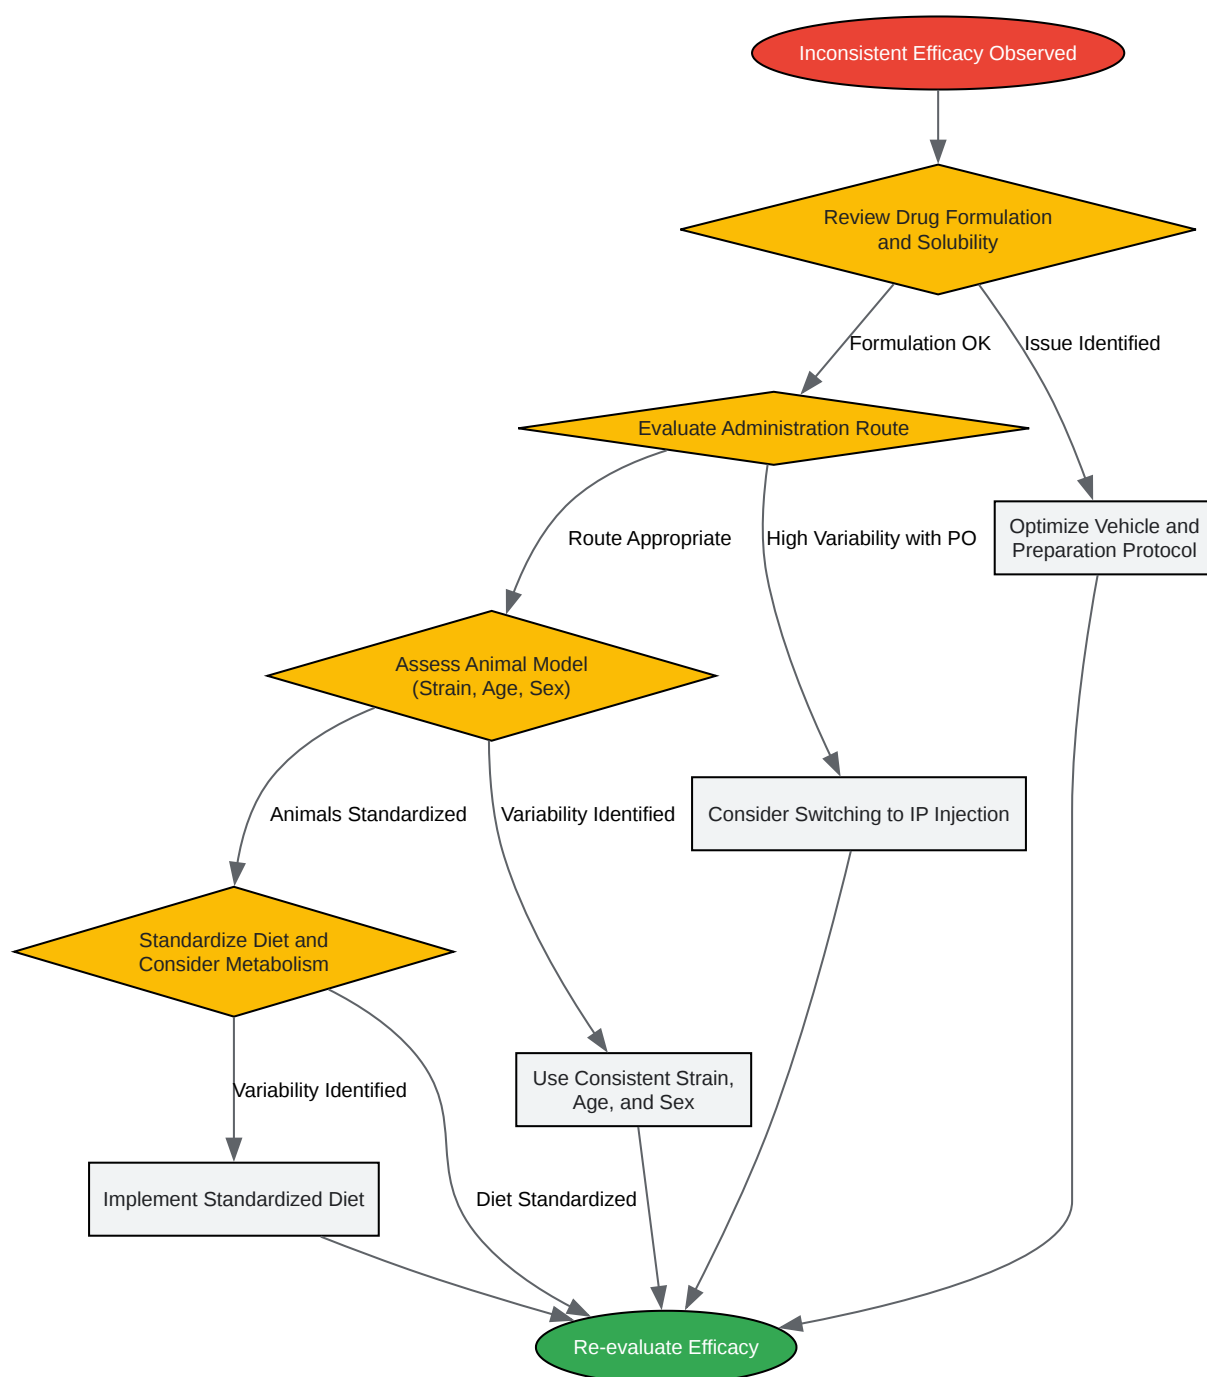 Inconsistent Efficacy Observed
Review Drug Formulation
and Solubility
Formulation OK
Issue Identified
Evaluate Administration Route
Optimize Vehicle and
Preparation Protocol
Route Appropriate
High Variability with PO
Assess Animal Model
(Strain, Age, Sex)
Consider Switching to IP Injection
Animals Standardized
Variability Identified
Standardize Diet and
Consider Metabolism
Use Consistent Strain,
Age, and Sex
Variability Identified
Implement Standardized Diet
Diet Standardized
Re-evaluate Efficacy